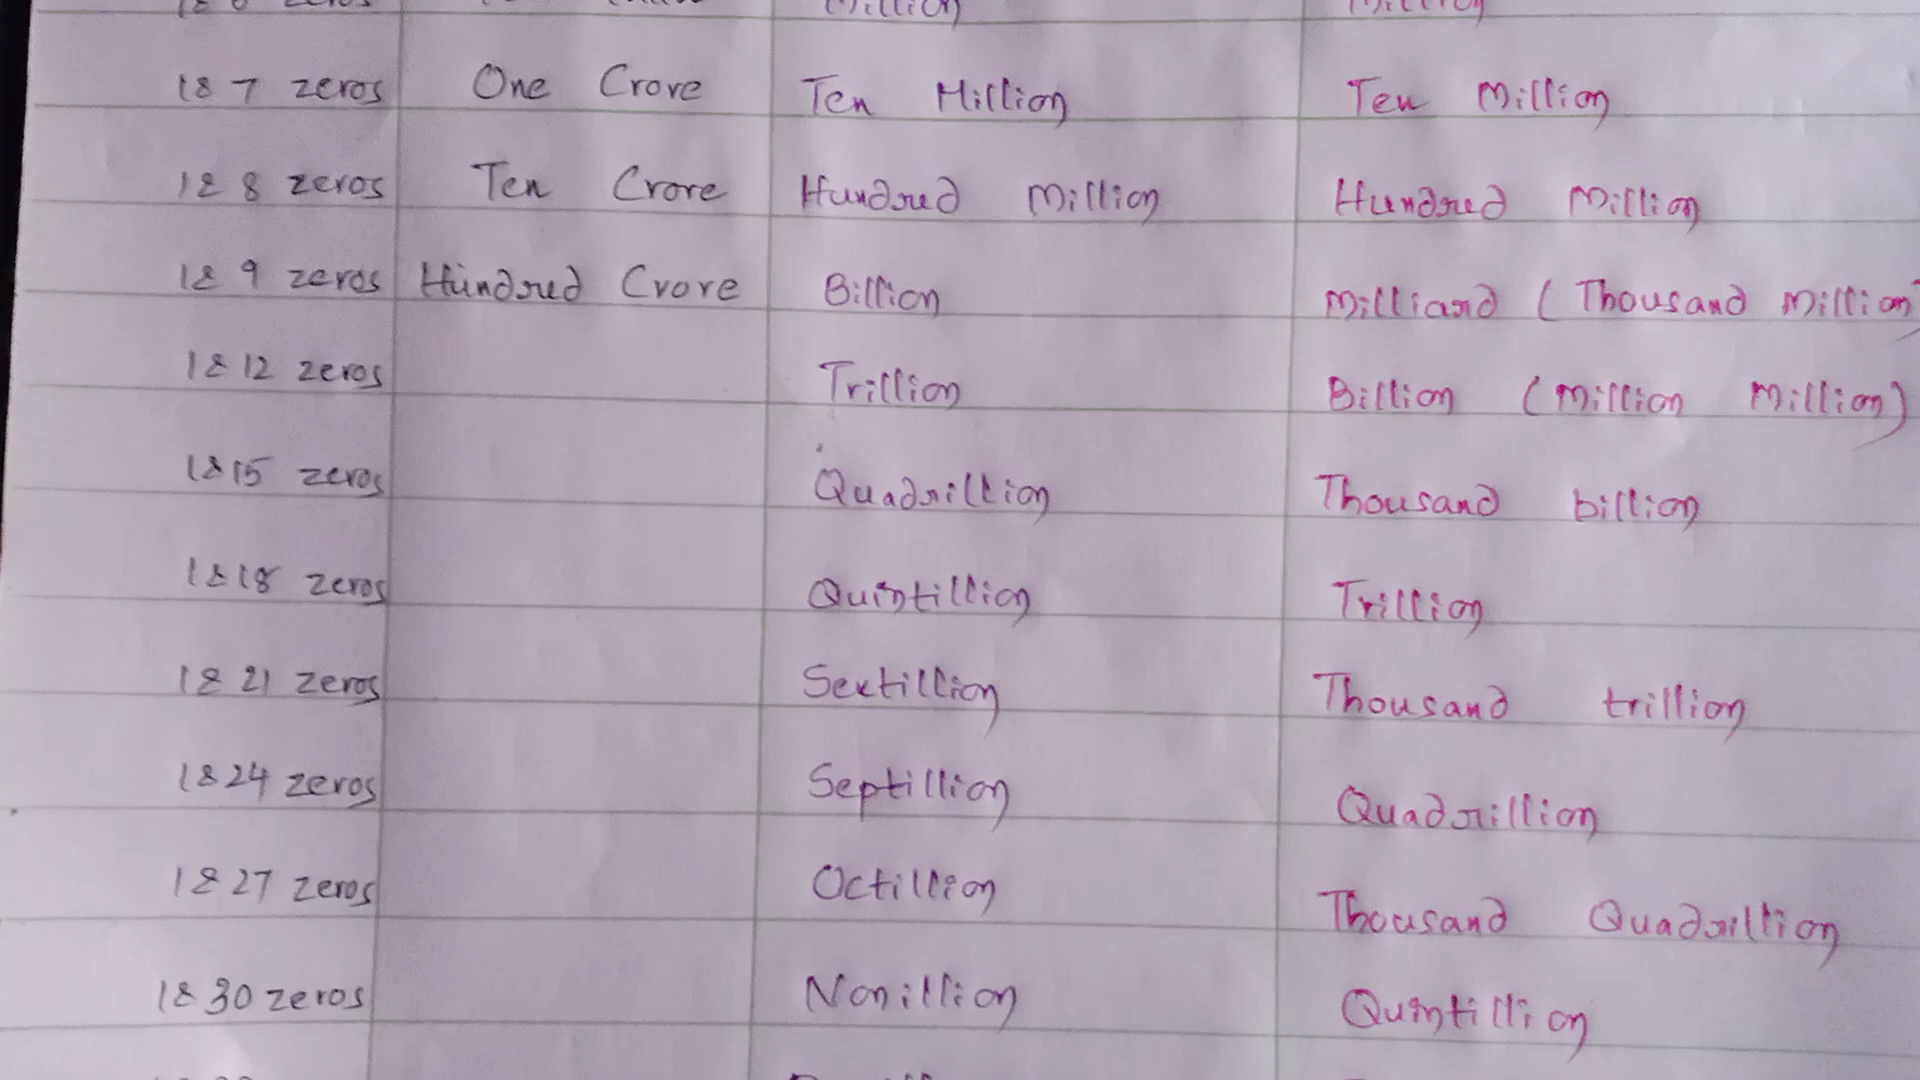 Million Million
1 & 7 zeros One Crore Ten Million Ten Million
1 & 8 zeros Ten Crore Hundred Million Hundred Million
1 & 9 zeros Hundred Crore Billion Milliard (Thousand Million)
1 & 12 zeros Trillion Billion (Million Million)
1 & 15 zeros Quadrillion Thousand billion
1 & 18 zeros Quintillion Trillion
1 & 21 zeros Sextillion Thousand trillion
1 & 24 zeros Septillion Quadrillion
1 & 27 zeros Octillion Thousand Quadrillion
1 & 30 zeros Nonillion Quintillion